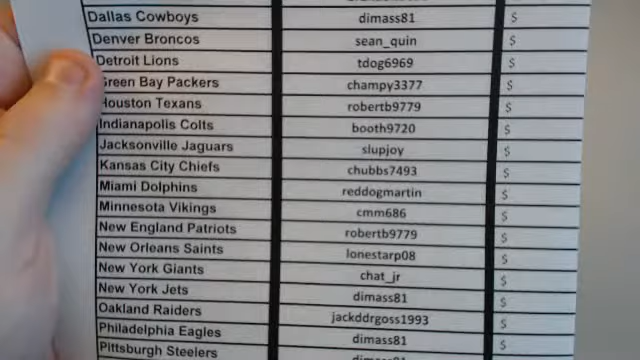 Dallas Cowboys dimass81 $
Denver Broncos sean_quin $
Detroit Lions tdog6969 $
Green Bay Packers champy3377 $
Houston Texans robertb9779 $
Indianapolis Colts booth9720 $
Jacksonville Jaguars slupjoy $
Kansas City Chiefs chubbs7493 $
Miami Dolphins reddogmartin $
Minnesota Vikings cmm686 $
New England Patriots robertb9779 $
New Orleans Saints lonestarp08 $
New York Giants chat_jr $
New York Jets dimass81 $
Oakland Raiders jackddrgoss1993 $
Philadelphia Eagles dimass81 $
Pittsburgh Steelers dimass81 $